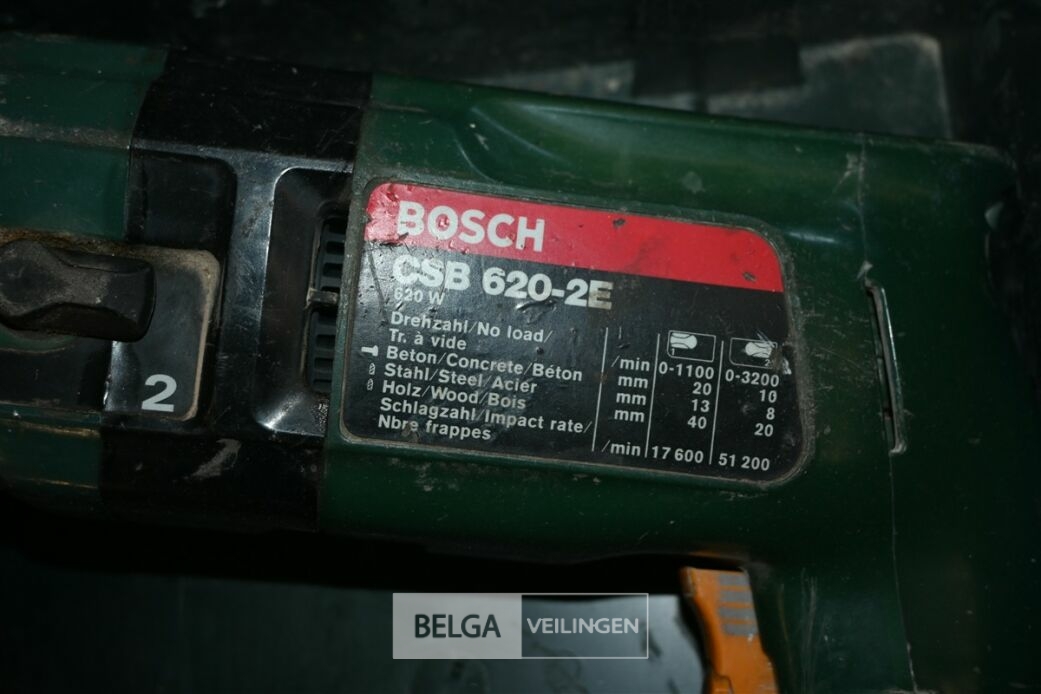 BOSCH
CSB 620-2E
620 W
Drehzahl/No load/
Tr. à vide /min 0-1100 0-3200
Beton/Concrete/Béton mm 20 10
Stahl/Steel/Acier mm 13 8
Holz/Wood/Bois mm 40 20
Schlagzahl/Impact rate/
Nbre frappes /min 17 600 51 200
1
2
2
BELGA VEILINGEN